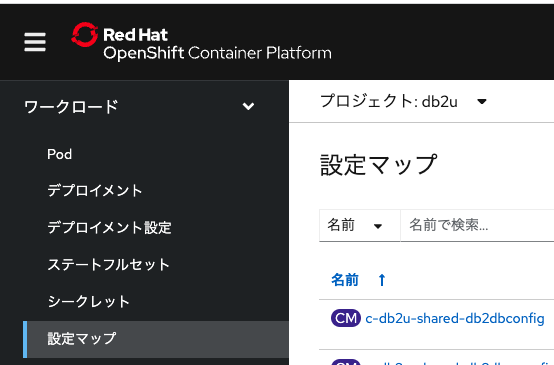 Red Hat
OpenShift Container Platform
ワークロード
Pod
デプロイメント
デプロイメント設定
ステートフルセット
シークレット
設定マップ
プロジェクト: db2u
設定マップ
名前
名前で検索...
名前
CM c-db2u-shared-db2dbconfig